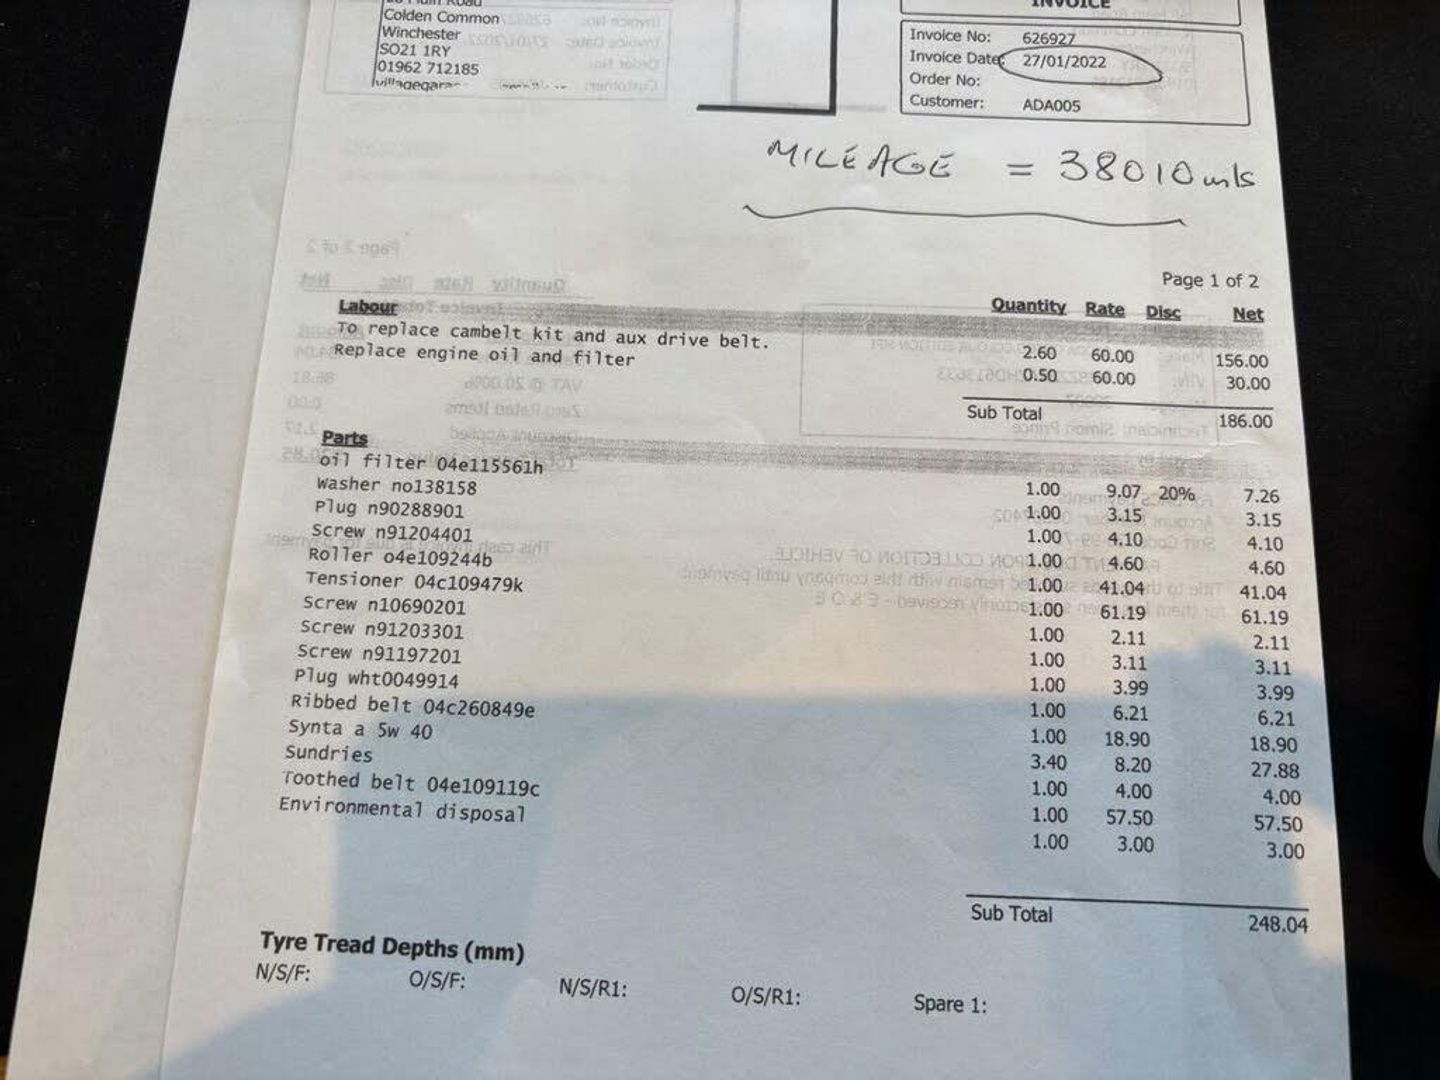 Colden Common
Winchester
SO21 1RY
01962 712185
INVOICE
Invoice No: 626927
Invoice Date: 27/01/2022
Order No:
Customer: ADA005
MILEAGE = 38010 mls
Page 1 of 2
Labour Quantity Rate Disc Net
To replace cambelt kit and aux drive belt. 2.60 60.00 156.00
Replace engine oil and filter 0.50 60.00 30.00
Sub Total 186.00
Parts
oil filter 04e115561h 1.00 9.07 20% 7.26
Washer no138158 1.00 3.15 3.15
Plug n90288901 1.00 4.10 4.10
Screw n91204401 1.00 4.60 4.60
Roller o4e109244b 1.00 41.04 41.04
Tensioner 04c109479k 1.00 61.19 61.19
Screw n10690201 1.00 2.11 2.11
Screw n91203301 1.00 3.11 3.11
Screw n91197201 1.00 3.99 3.99
Plug wht0049914 1.00 6.21 6.21
Ribbed belt 04c260849e 1.00 18.90 18.90
Synta a 5w 40 3.40 8.20 27.88
Sundries 1.00 4.00 4.00
Toothed belt 04e109119c 1.00 57.50 57.50
Environmental disposal 1.00 3.00 3.00
Sub Total 248.04
Tyre Tread Depths (mm)
N/S/F: O/S/F: N/S/R1: O/S/R1: Spare 1: